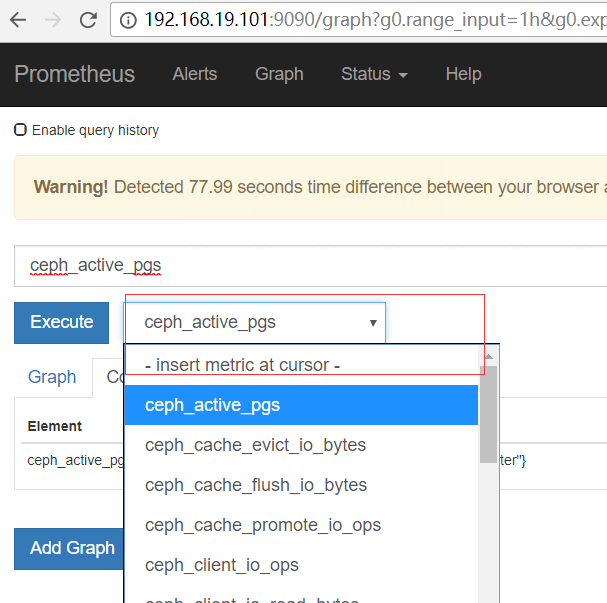 192.168.19.101:9090/graph?g0.range_input=1h&g0.exp
Prometheus Alerts Graph Status Help
Enable query history
Warning! Detected 77.99 seconds time difference between your browser a
ceph_active_pgs
Execute ceph_active_pgs
- insert metric at cursor -
Graph Co
ceph_active_pgs
Element
ceph_cache_evict_io_bytes
ceph_active_pg ter"}
ceph_cache_flush_io_bytes
ceph_cache_promote_io_ops
Add Graph
ceph_client_io_ops
ceph_client_io_read_bytes